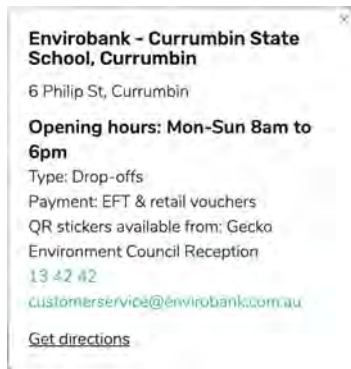 Envirobank - Currumbin State
School, Currumbin
6 Philip St, Currumbin
Opening hours: Mon-Sun 8am to
6pm
Type: Drop-offs
Payment: EFT & retail vouchers
QR stickers available from: Gecko
Environment Council Reception
13 42 42
customerservice@envirobank.com.au
Get directions